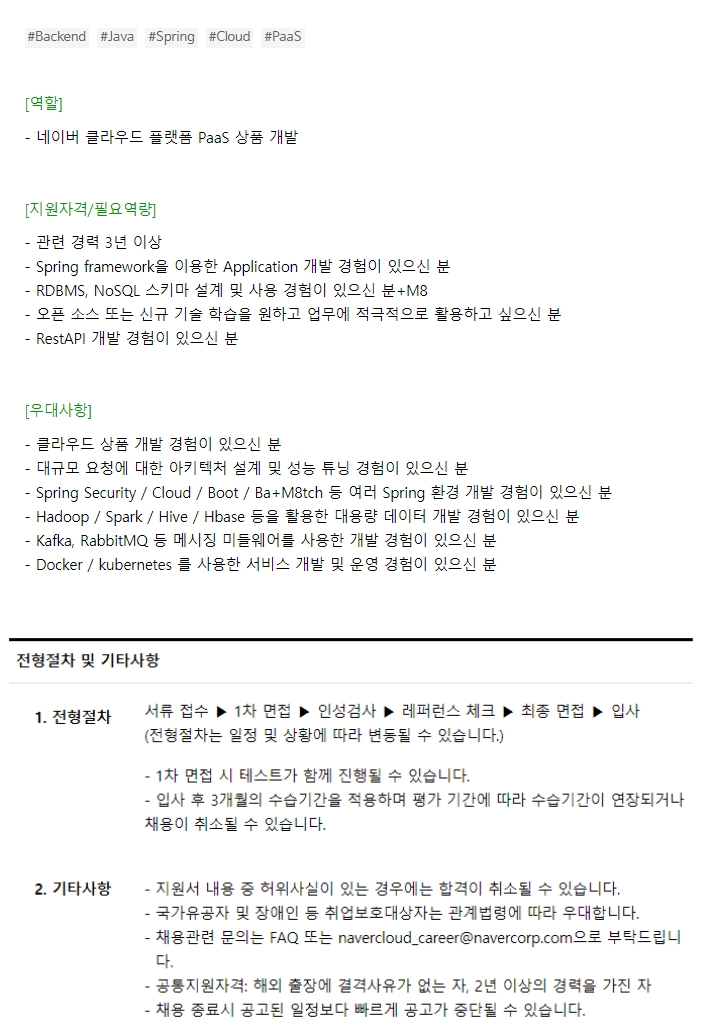 #Backend #Java #Spring #Cloud #PaaS
[역할]
- 네이버 클라우드 플랫폼 PaaS 상품 개발
[지원자격/필요역량]
- 관련 경력 3년 이상
- Spring framework을 이용한 Application 개발 경험이 있으신 분
- RDBMS, NoSQL 스키마 설계 및 사용 경험이 있으신 분+M8
- 오픈 소스 또는 신규 기술 학습을 원하고 업무에 적극적으로 활용하고 싶으신 분
- RestAPI 개발 경험이 있으신 분
[우대사항]
- 클라우드 상품 개발 경험이 있으신 분
- 대규모 요청에 대한 아키텍처 설계 및 성능 튜닝 경험이 있으신 분
- Spring Security / Cloud / Boot / Ba+M8tch 등 여러 Spring 환경 개발 경험이 있으신 분
- Hadoop / Spark / Hive / Hbase 등을 활용한 대용량 데이터 개발 경험이 있으신 분
- Kafka, RabbitMQ 등 메시징 미들웨어를 사용한 개발 경험이 있으신 분
- Docker / kubernetes 를 사용한 서비스 개발 및 운영 경험이 있으신 분
전형절차 및 기타사항
1. 전형절차
서류 접수 ▶ 1차 면접 ▶ 인성검사 ▶ 레퍼런스 체크 ▶ 최종 면접 ▶ 입사
(전형절차는 일정 및 상황에 따라 변동될 수 있습니다.)
- 1차 면접 시 테스트가 함께 진행될 수 있습니다.
- 입사 후 3개월의 수습기간을 적용하며 평가 기간에 따라 수습기간이 연장되거나
채용이 취소될 수 있습니다.
2. 기타사항
- 지원서 내용 중 허위사실이 있는 경우에는 합격이 취소될 수 있습니다.
- 국가유공자 및 장애인 등 취업보호대상자는 관계법령에 따라 우대합니다.
- 채용관련 문의는 FAQ 또는 navercloud_career@navercorp.com으로 부탁드립니
다.
- 공통지원자격: 해외 출장에 결격사유가 없는 자, 2년 이상의 경력을 가진 자
- 채용 종료시 공고된 일정보다 빠르게 공고가 중단될 수 있습니다.